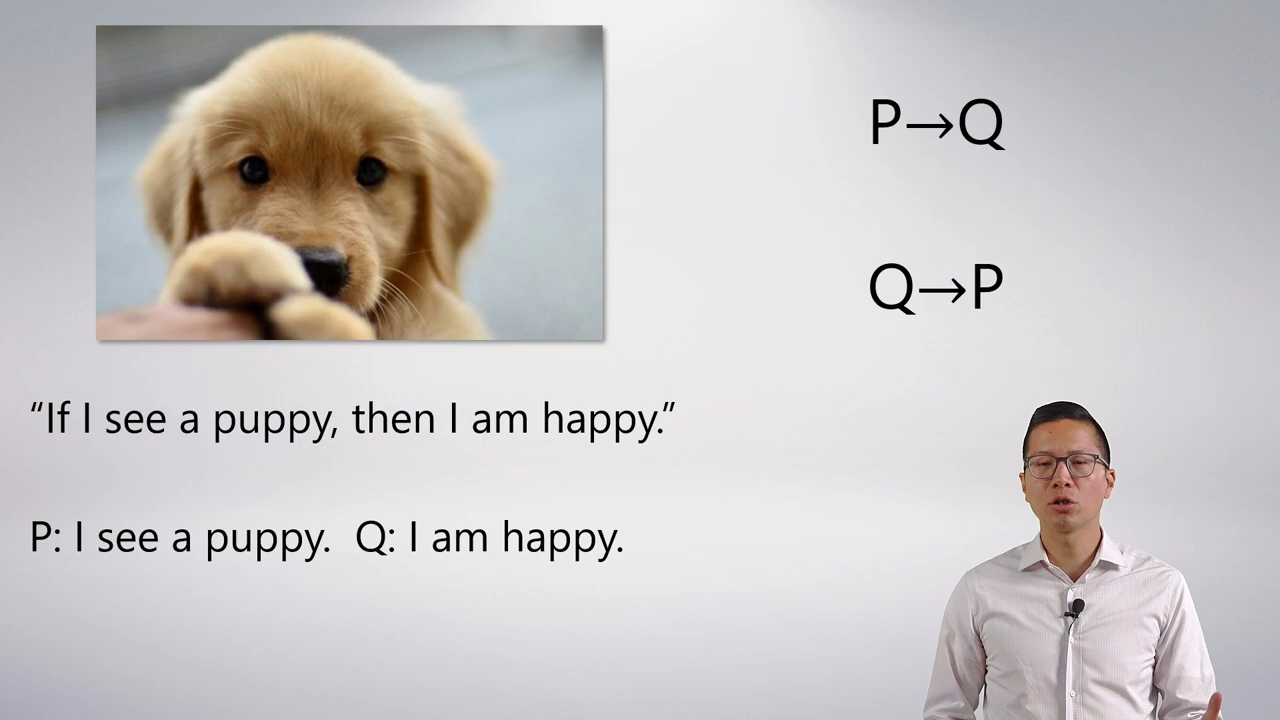 P→Q
Q→P
“If I see a puppy, then I am happy.”
P: I see a puppy.  Q: I am happy.